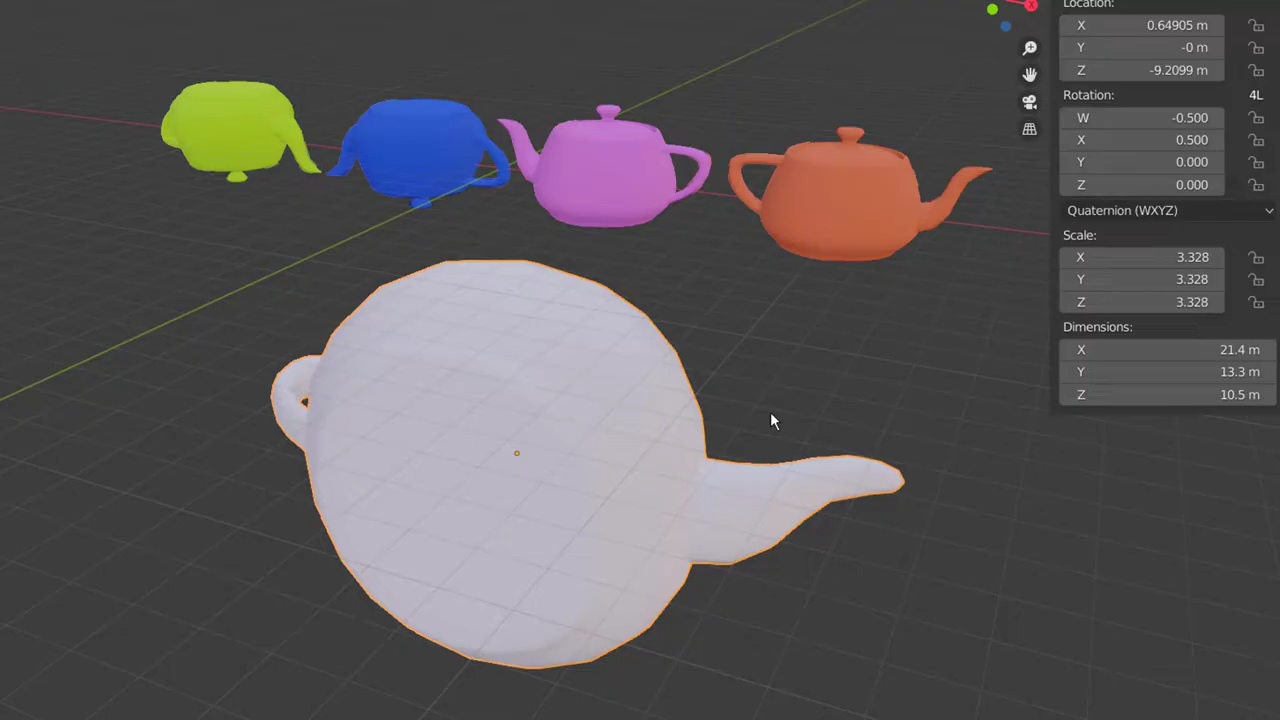 X
Location:
X 0.64905 m
Y -0 m
Z -9.2099 m
Rotation: 4L
W -0.500
X 0.500
Y 0.000
Z 0.000
Quaternion (WXYZ)
Scale:
X 3.328
Y 3.328
Z 3.328
Dimensions:
X 21.4 m
Y 13.3 m
Z 10.5 m